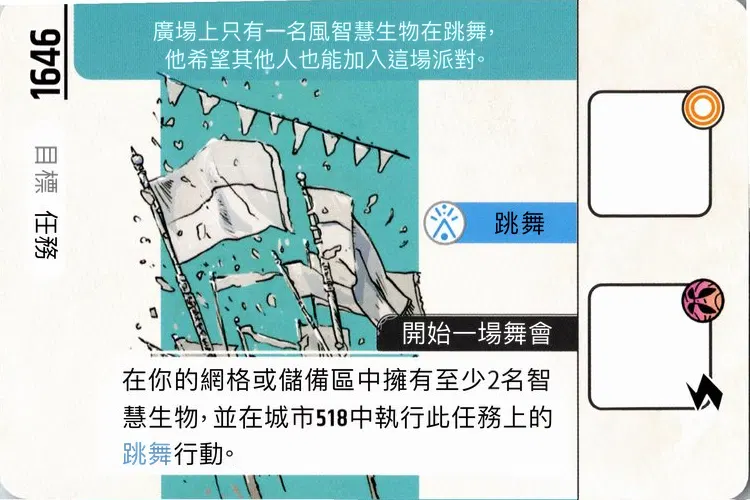 廣場上只有一名風智慧生物在跳舞,
他希望其他人也能加入這場派對。
1646
目標 任務
跳舞
開始一場舞會
在你的網格或儲備區中擁有至少2名智
慧生物,並在城市518中執行此任務上的
跳舞行動。